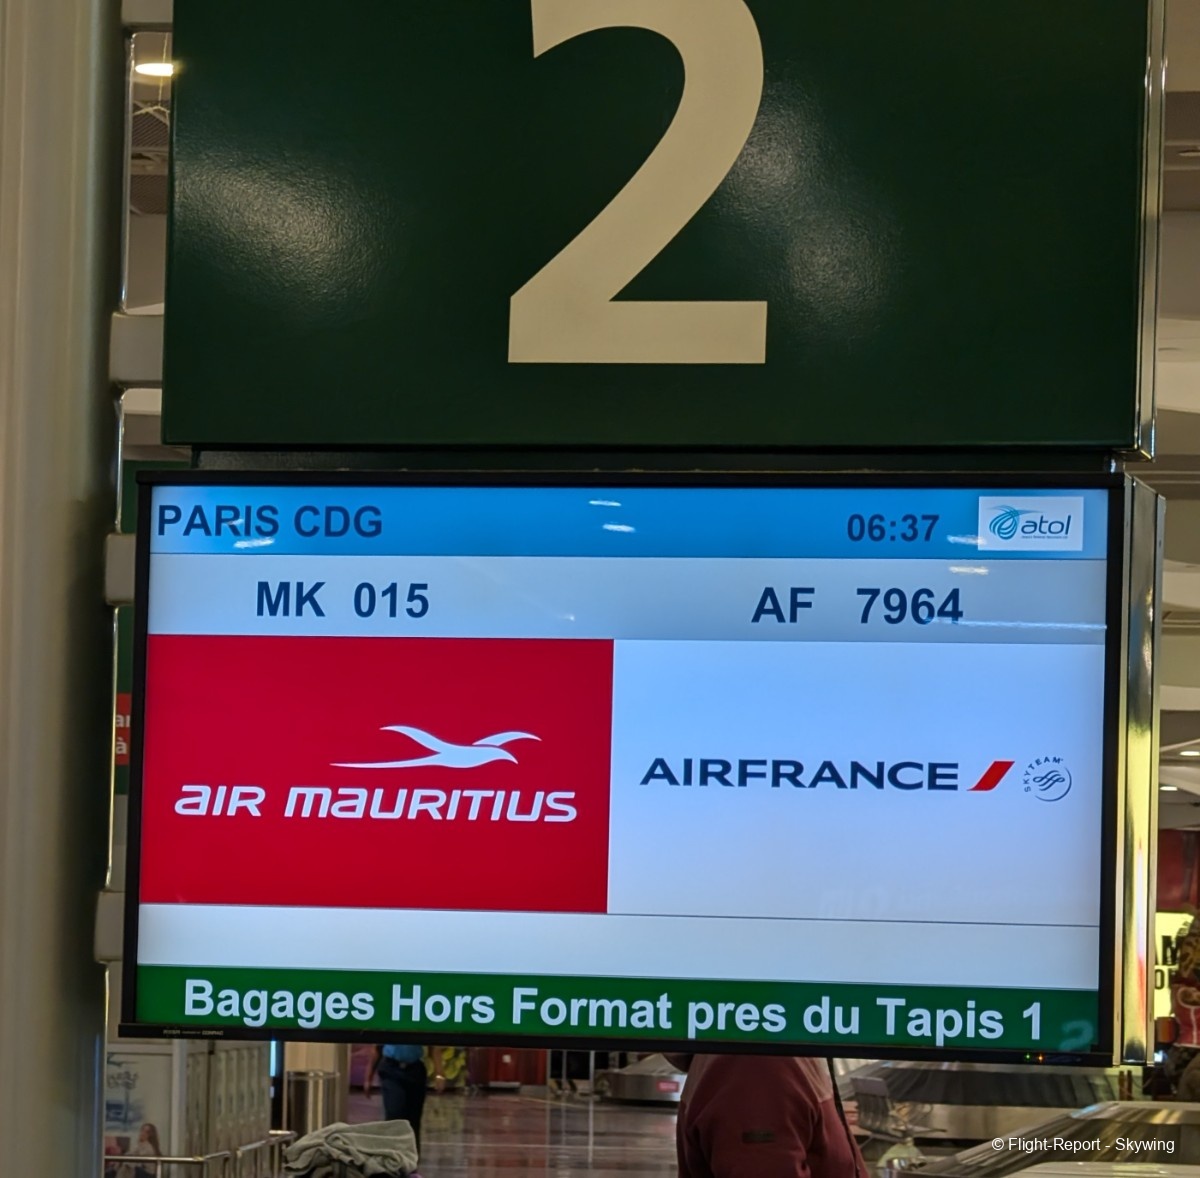 2
PARIS CDG 06:37 atol
MK 015 AF 7964
AIR MAURITIUS
AIRFRANCE SKYTEAM
Bagages Hors Format pres du Tapis 1
2
© Flight-Report - Skywing